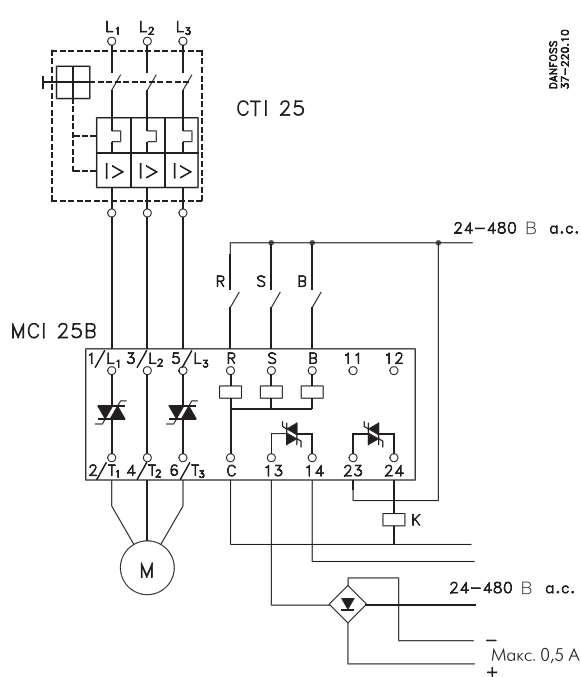 L1 L2 L3
DANFOSS
37-220.10
CTI 25
I> I> I>
24-480 В a.c.
R S B
MCI 25B
1/L1 3/L2 5/L3 R S B 11 12
2/T1 4/T2 6/T3 C 13 14 23 24
K
M
24-480 В a.c.
−
Макс. 0,5 А
+